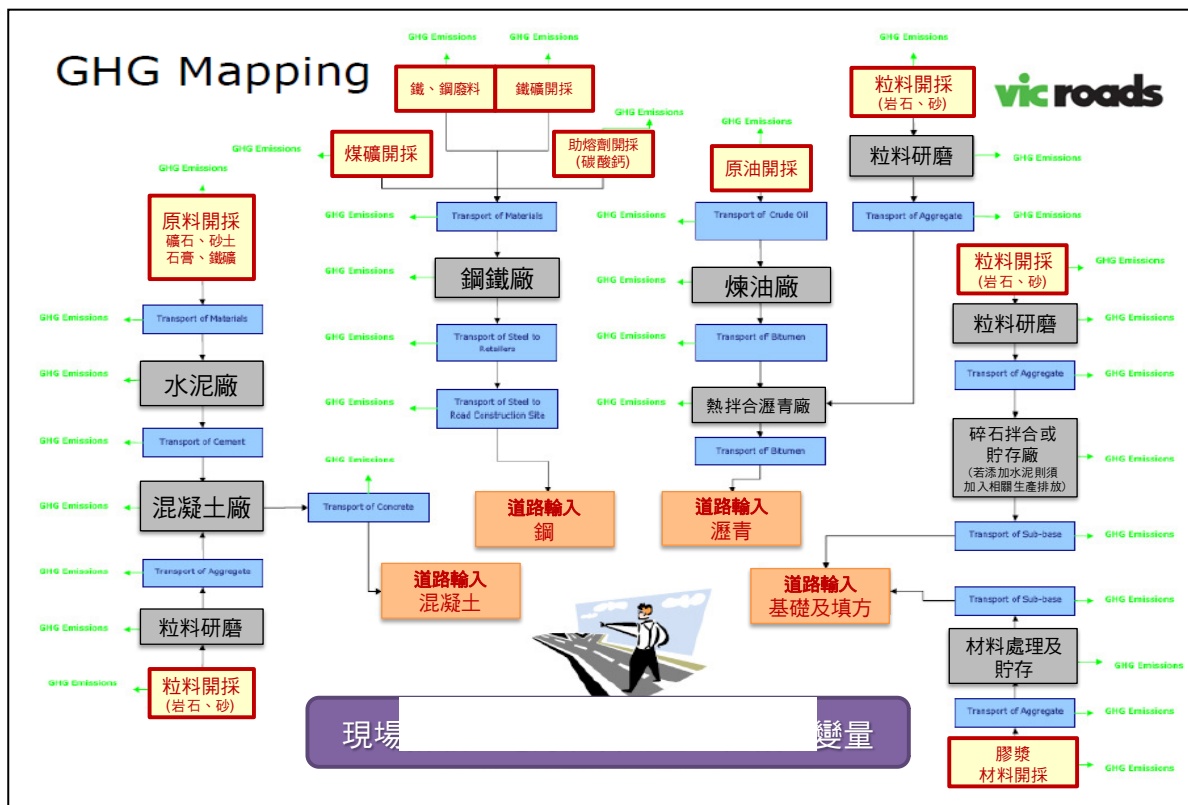 GHG Mapping
vic roads
GHG Emissions
原料開採
礦石、砂土
石膏、鐵礦
GHG Emissions
Transport of Materials
GHG Emissions
水泥廠
GHG Emissions
Transport of Cement
GHG Emissions
混凝土廠
GHG Emissions
Transport of Aggregate
GHG Emissions
粒料研磨
GHG Emissions
粒料開採
(岩石、砂)
GHG Emissions
Transport of Concrete
道路輸入
混凝土
GHG Emissions
GHG Emissions
鐵、鋼廢料
鐵礦開採
GHG Emissions
GHG Emissions
煤礦開採
助熔劑開採
(碳酸鈣)
GHG Emissions
Transport of Materials
GHG Emissions
鋼鐵廠
GHG Emissions
Transport of Steel to
Retailers
GHG Emissions
Transport of Steel to
Road Construction Site
道路輸入
鋼
GHG Emissions
原油開採
GHG Emissions
Transport of Crude Oil
GHG Emissions
煉油廠
GHG Emissions
Transport of Bitumen
GHG Emissions
熱拌合瀝青廠
GHG Emissions
Transport of Bitumen
道路輸入
瀝青
GHG Emissions
粒料開採
(岩石、砂)
粒料研磨
GHG Emissions
Transport of Aggregate
GHG Emissions
粒料開採
(岩石、砂)
GHG Emissions
粒料研磨
GHG Emissions
Transport of Aggregate
GHG Emissions
碎石拌合或
貯存廠
(若添加水泥則須
加入相關生產排放)
GHG Emissions
Transport of Sub-base
GHG Emissions
道路輸入
基礎及填方
Transport of Sub-base
GHG Emissions
材料處理及
貯存
GHG Emissions
Transport of Aggregate
GHG Emissions
膠漿
材料開採
GHG Emissions
現場
變量